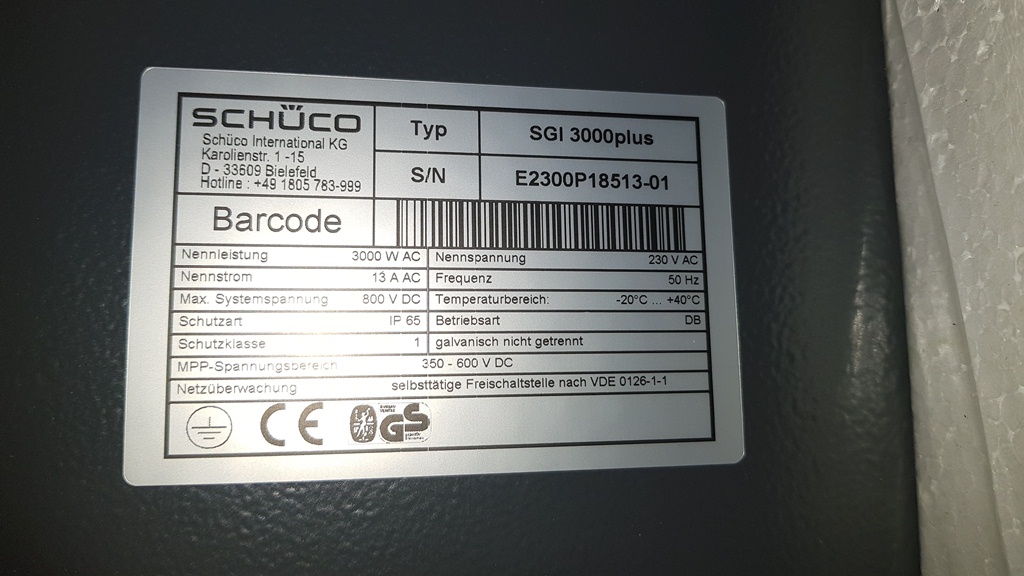 SCHÜCO
Schüco International KG
Karolienstr. 1 -15
D - 33609 Bielefeld
Hotline : +49 1805 783-999
Typ SGI 3000plus
S/N E2300P18513-01
Barcode
Nennleistung 3000 W AC Nennspannung 230 V AC
Nennstrom 13 A AC Frequenz 50 Hz
Max. Systemspannung 800 V DC Temperaturbereich: -20°C ... +40°C
Schutzart IP 65 Betriebsart DB
Schutzklasse 1 galvanisch nicht getrennt
MPP-Spannungsbereich 350 - 600 V DC
Netzüberwachung selbsttätige Freischaltstelle nach VDE 0126-1-1
CE GS